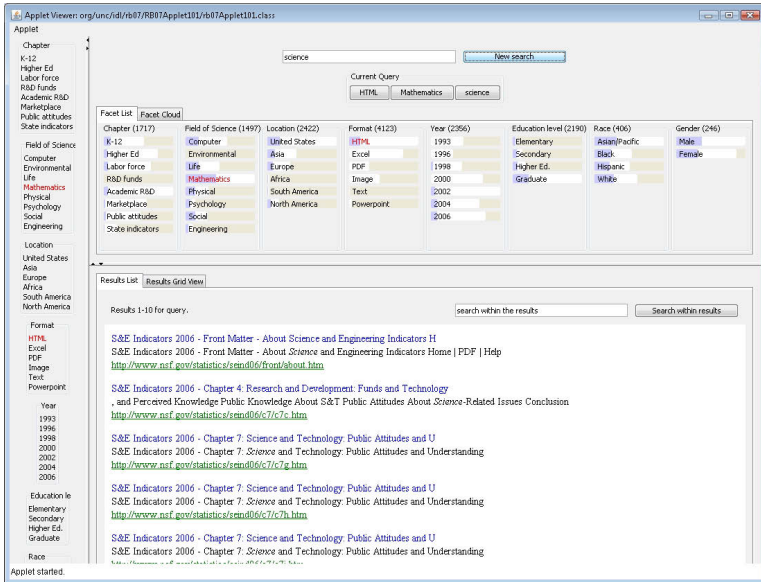 Applet Viewer: org/unc/idl/rb07/RB07Applet101/rb07Applet101.class
Applet
Chapter
K-12
Higher Ed
Labor force
R&D funds
Academic R&D
Marketplace
Public attitudes
State indicators
Field of Science
Computer
Environmental
Life
Mathematics
Physical
Psychology
Social
Engineering
Location
United States
Asia
Europe
Africa
South America
North America
Format
HTML
Excel
PDF
Image
Text
Powerpoint
Year
1993
1996
1998
2000
2002
2004
2006
Education le
Elementary
Secondary
Higher Ed.
Graduate
Race
science New search
Current Query
HTML Mathematics science
Facet List Facet Cloud
Chapter (1717) Field of Science (1497) Location (2422) Format (4123) Year (2356) Education level (2190) Race (406) Gender (246)
K-12 Computer United States HTML 1993 Elementary Asian/Pacific Male
Higher Ed Environmental Asia Excel 1996 Secondary Black Female
Labor force Life Europe PDF 1998 Higher Ed. Hispanic
R&D funds Mathematics Africa Image 2000 Graduate White
Academic R&D Physical South America Text 2002
Marketplace Psychology North America Powerpoint 2004
Public attitudes Social 2006
State indicators Engineering
Results List Results Grid View
Results 1-10 for query. search within the results Search within results
S&E Indicators 2006 - Front Matter - About Science and Engineering Indicators H
S&E Indicators 2006 - Front Matter - About Science and Engineering Indicators Home | PDF | Help
http://www.nsf.gov/statistics/seind06/front/about.htm
S&E Indicators 2006 - Chapter 4: Research and Development: Funds and Technology
, and Perceived Knowledge Public Knowledge About S&T Public Attitudes About Science-Related Issues Conclusion
http://www.nsf.gov/statistics/seind06/c7/c7c.htm
S&E Indicators 2006 - Chapter 7: Science and Technology: Public Attitudes and U
S&E Indicators 2006 - Chapter 7: Science and Technology: Public Attitudes and Understanding
http://www.nsf.gov/statistics/seind06/c7/c7g.htm
S&E Indicators 2006 - Chapter 7: Science and Technology: Public Attitudes and U
S&E Indicators 2006 - Chapter 7: Science and Technology: Public Attitudes and Understanding
http://www.nsf.gov/statistics/seind06/c7/c7h.htm
S&E Indicators 2006 - Chapter 7: Science and Technology: Public Attitudes and U
S&E Indicators 2006 - Chapter 7: Science and Technology: Public Attitudes and Understanding
Applet started.